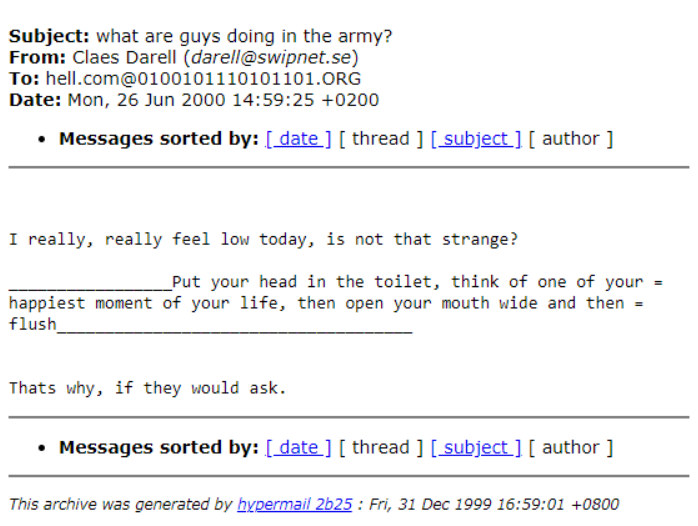 Subject: what are guys doing in the army?
From: Claes Darell (darell@swipnet.se)
To: hell.com@0100101110101101.ORG
Date: Mon, 26 Jun 2000 14:59:25 +0200
• Messages sorted by: [ date ] [ thread ] [ subject ] [ author ]
I really, really feel low today, is not that strange?
_________________Put your head in the toilet, think of one of your =
happiest moment of your life, then open your mouth wide and then =
flush_____________________________________
Thats why, if they would ask.
• Messages sorted by: [ date ] [ thread ] [ subject ] [ author ]
This archive was generated by hypermail 2b25 : Fri, 31 Dec 1999 16:59:01 +0800